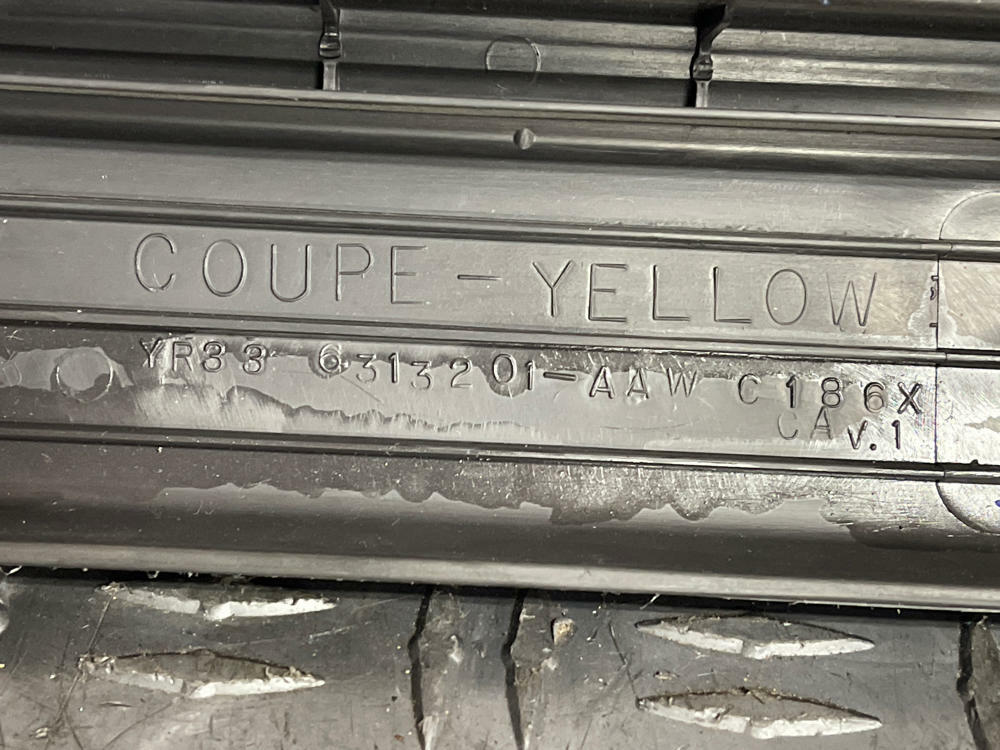 COUPE - YELLOW
YR33 6313201-AAW C186X
CA V.1